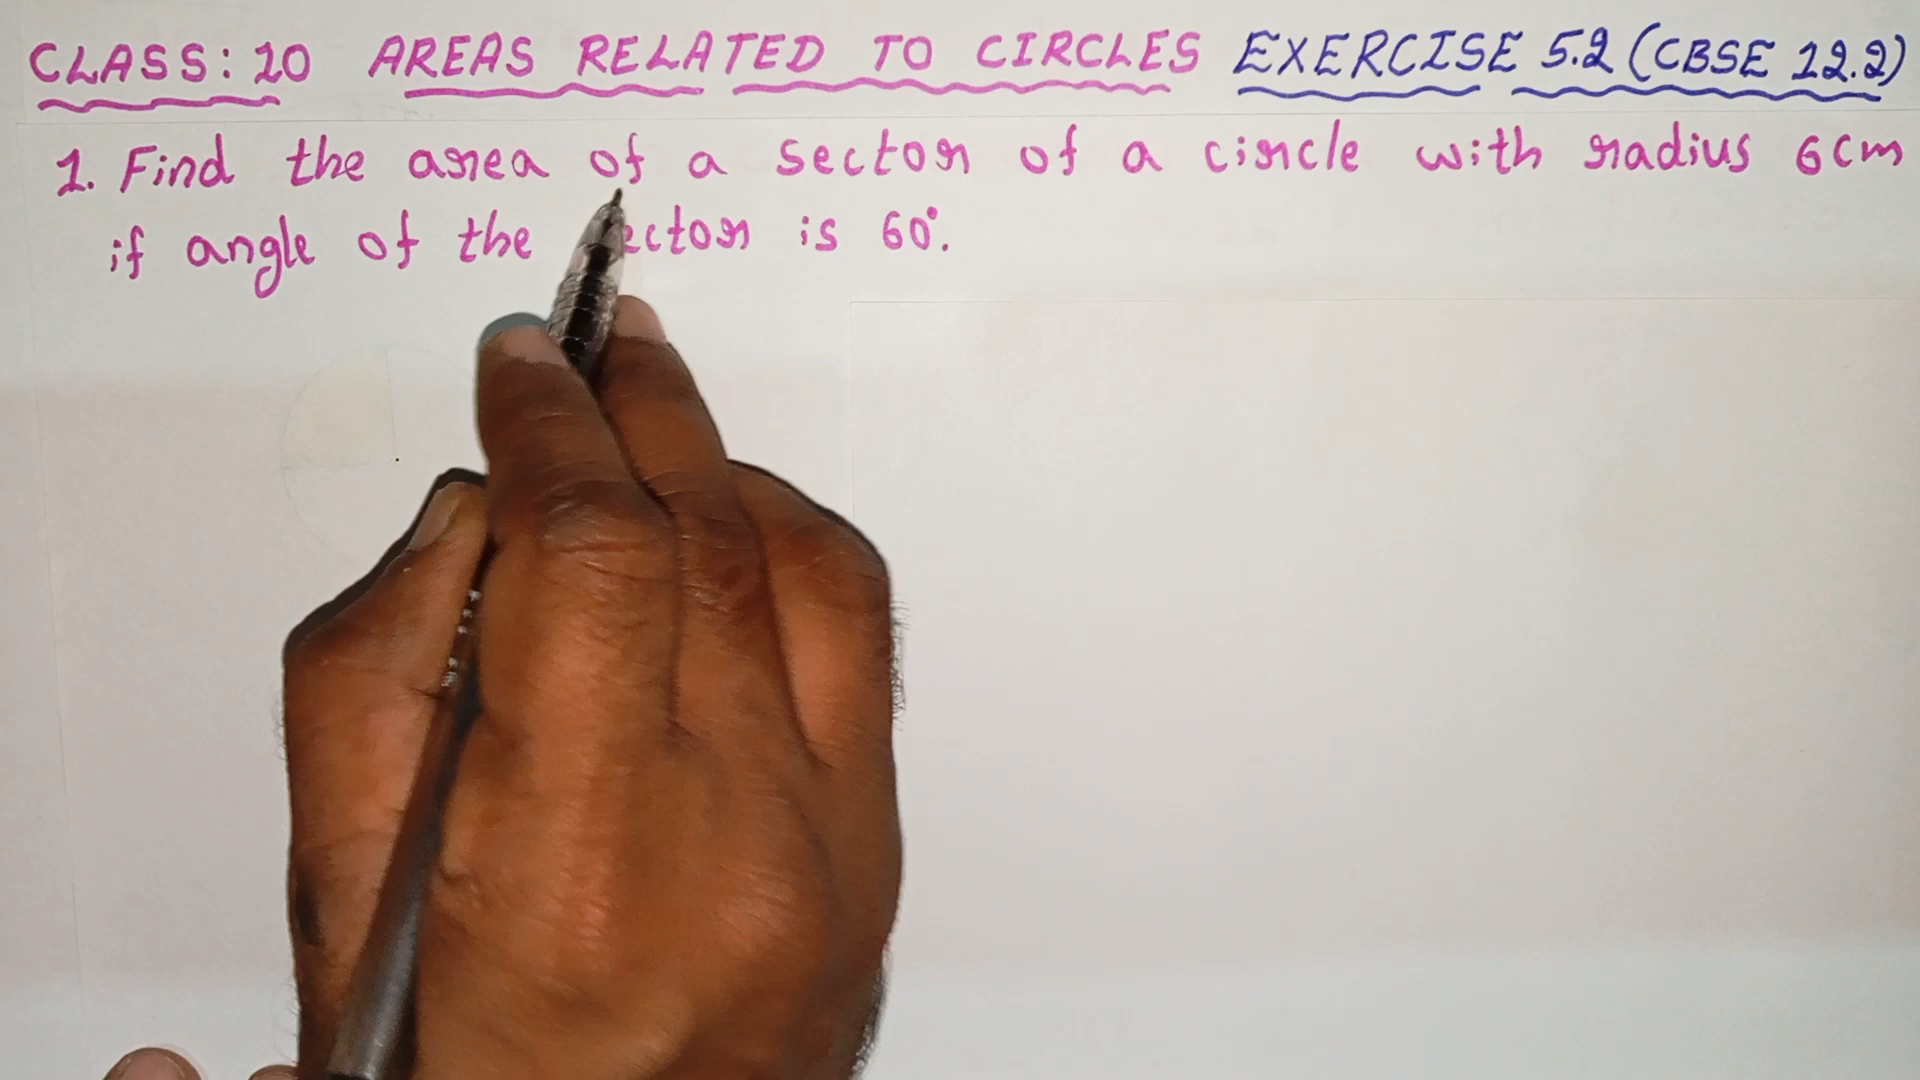 CLASS: 10 AREAS RELATED TO CIRCLES EXERCISE 5.2 (CBSE 12.2)
1. Find the area of a sector of a circle with radius 6cm
if angle of the ector is 60°.